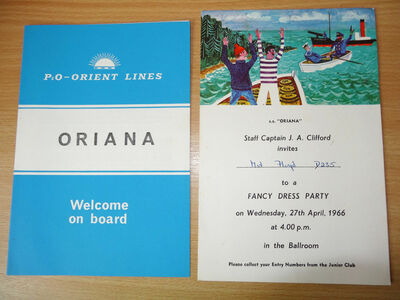 P&O-ORIENT LINES
ORIANA
Welcome
on board
s.s. "ORIANA"
Staff Captain J. A. Clifford
invites
D235
to a
FANCY DRESS PARTY
on Wednesday, 27th April, 1966
at 4.00 p.m.
in the Ballroom
Please collect your Entry Numbers from the Junior Club